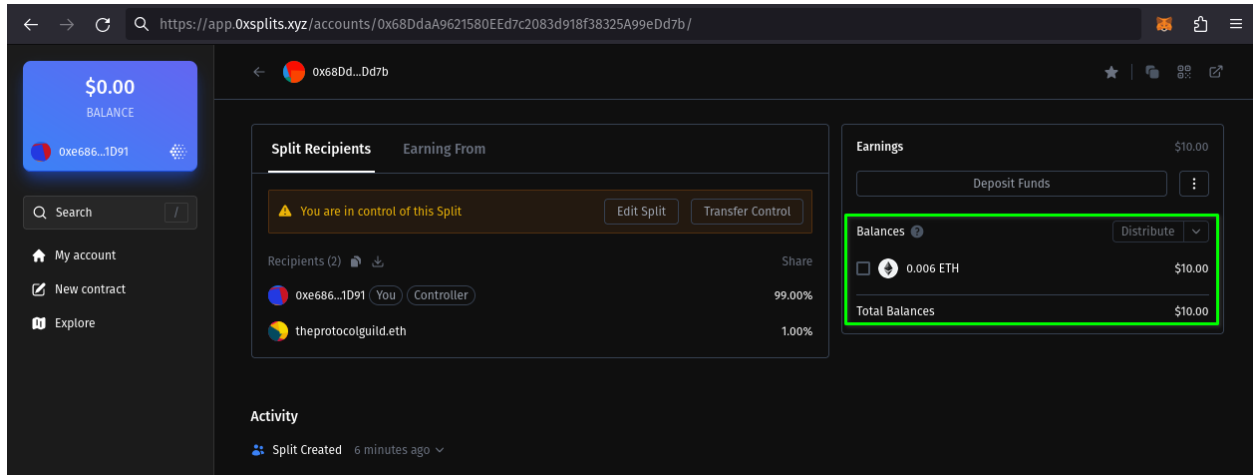 https://app.0xsplits.xyz/accounts/0x68DdaA9621580EEd7c2083d918f38325A99eDd7b/
$0.00
BALANCE
0xe686...1D91
Search /
My account
New contract
Explore
0x68Dd...Dd7b
Split Recipients Earning From
You are in control of this Split Edit Split Transfer Control
Recipients (2) Share
0xe686...1D91 You Controller 99.00%
theprotocolguild.eth 1.00%
Earnings $10.00
Deposit Funds
Balances ? Distribute
0.006 ETH $10.00
Total Balances $10.00
Activity
Split Created 6 minutes ago